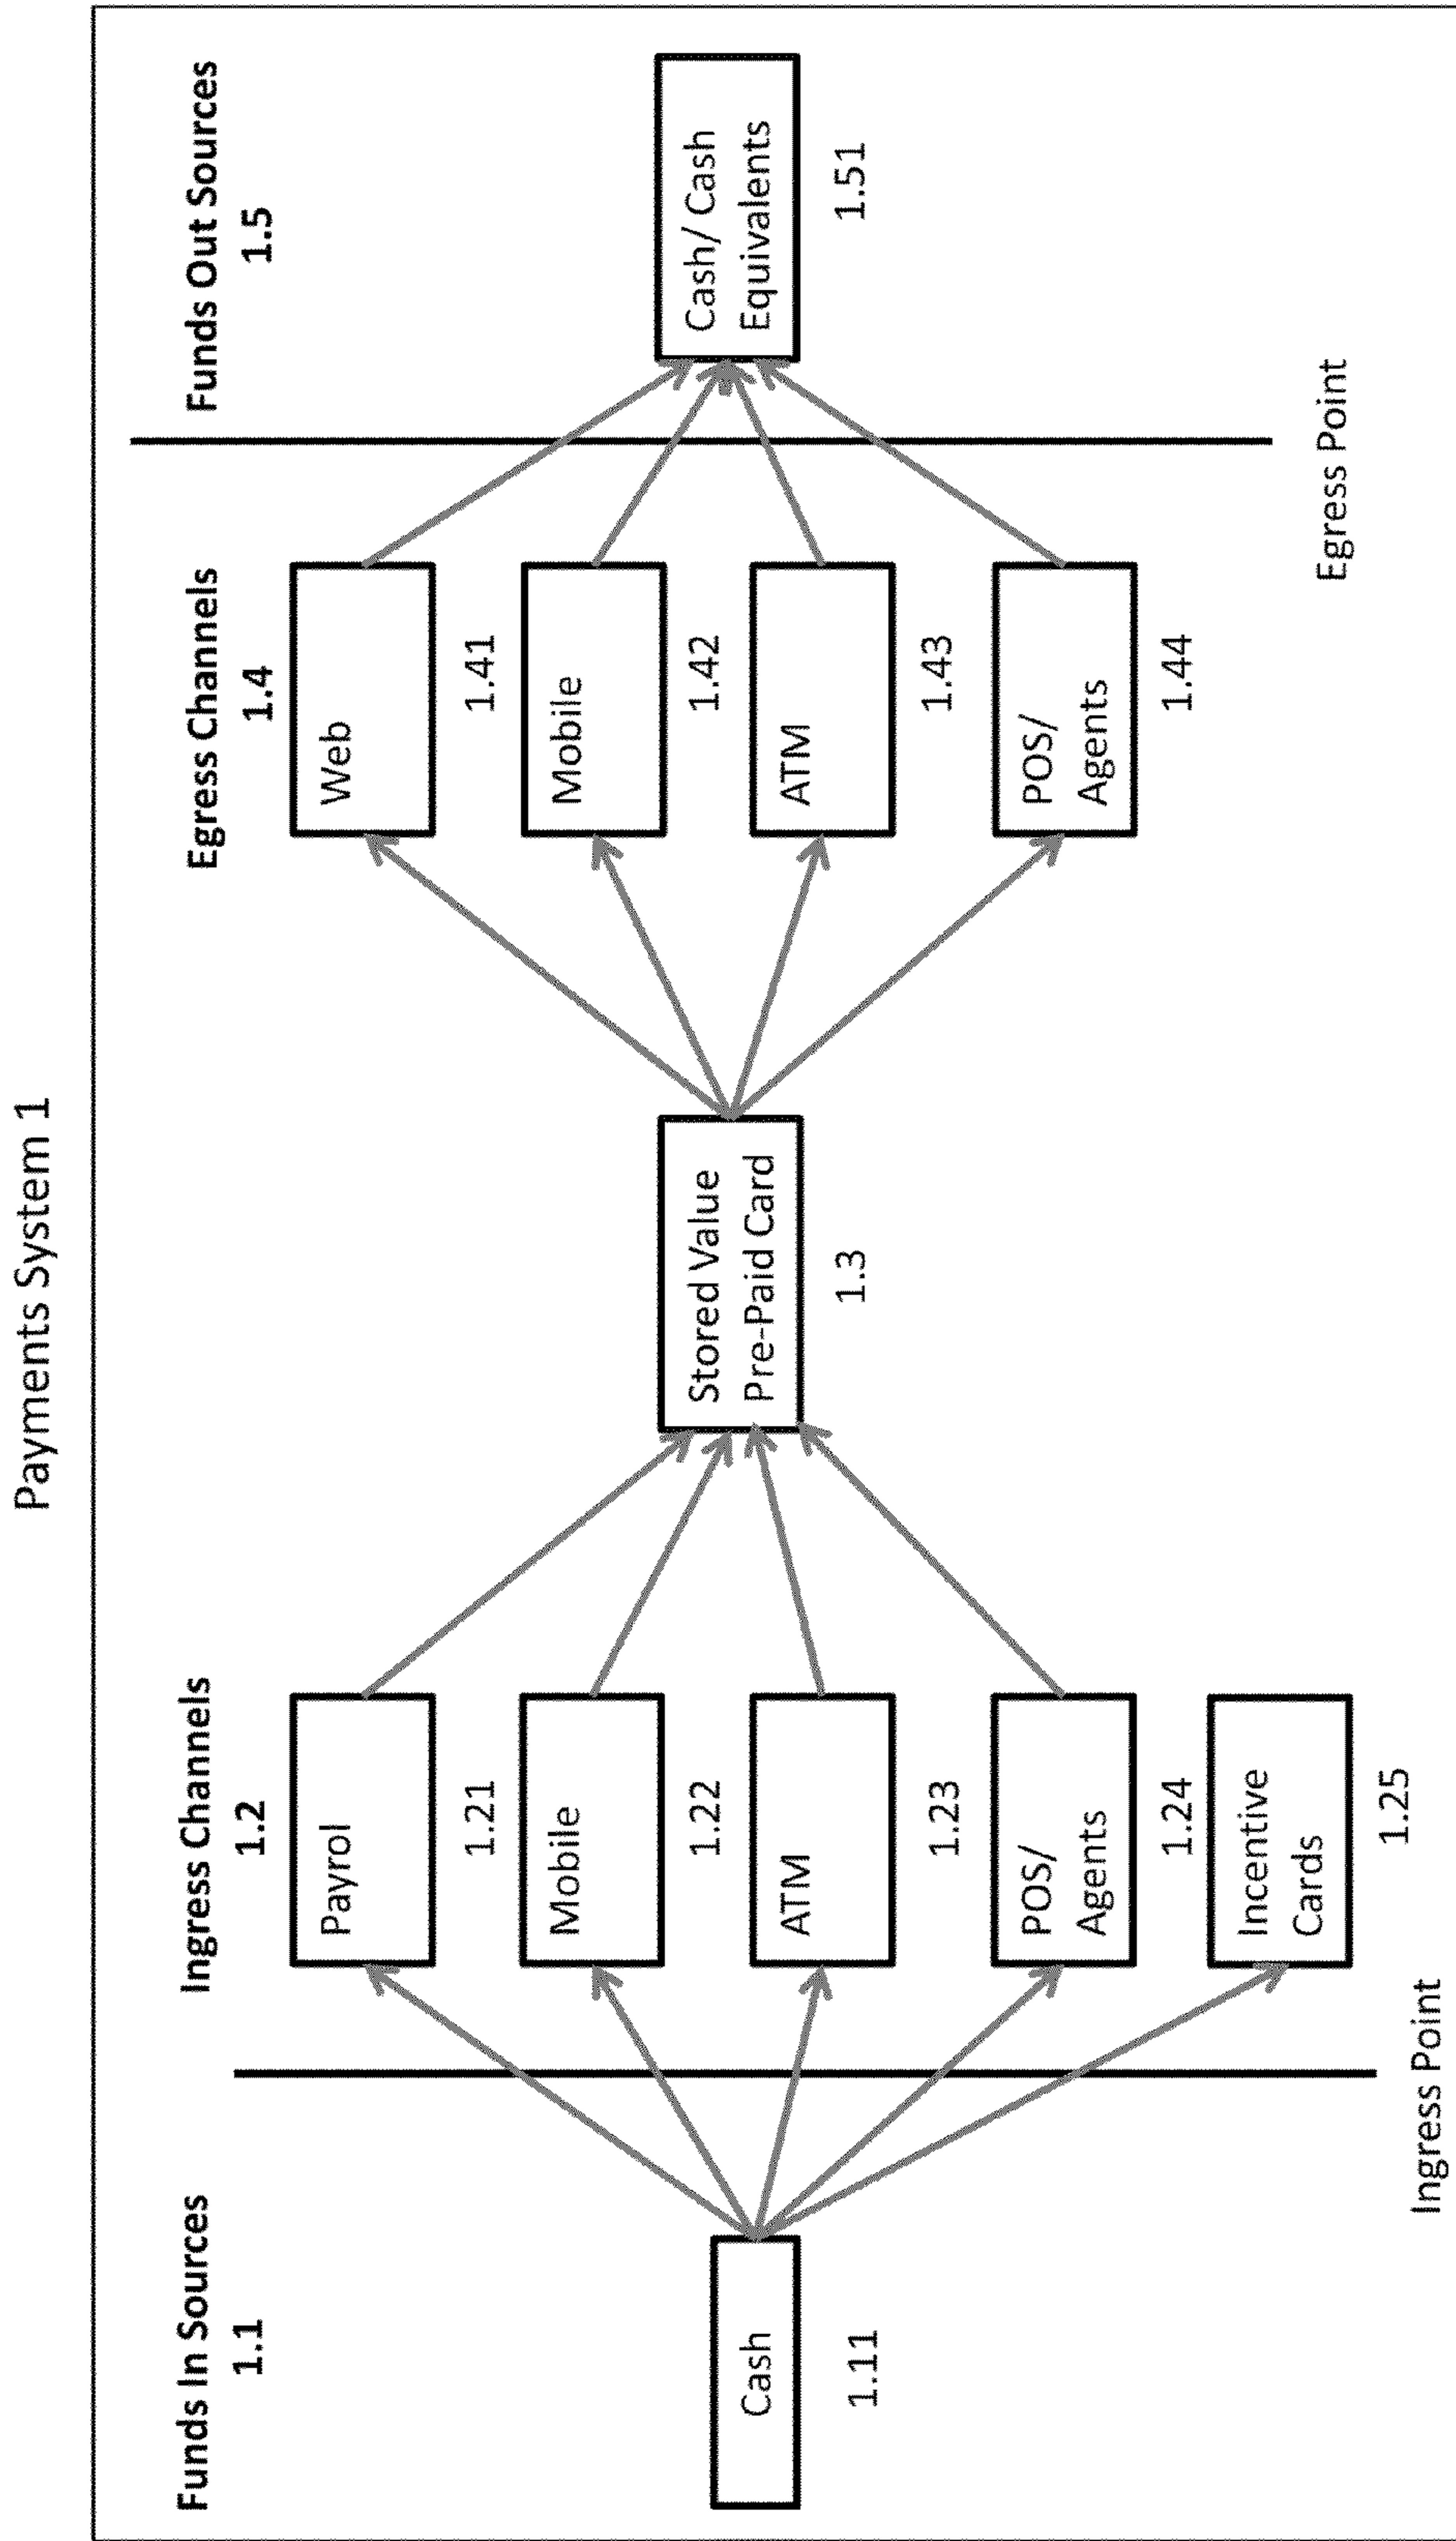 Payments System 1
Funds In Sources
1.1
Cash
1.11
Ingress Point
Ingress Channels
1.2
Payrol
1.21
Mobile
1.22
ATM
1.23
POS/
Agents
1.24
Incentive
Cards
1.25
Stored Value
Pre-Paid Card
1.3
Egress Channels
1.4
Web
1.41
Mobile
1.42
ATM
1.43
POS/
Agents
1.44
Egress Point
Funds Out Sources
1.5
Cash/ Cash
Equivalents
1.51